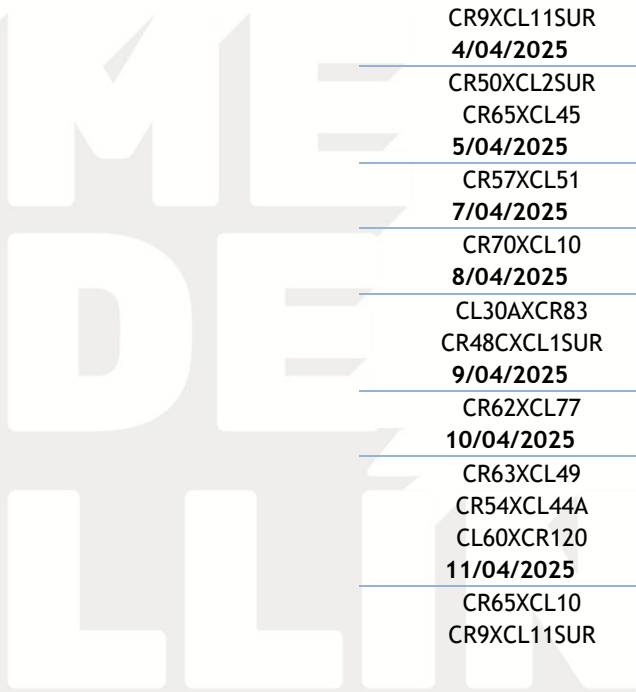 CR9XCL11SUR
4/04/2025
CR50XCL2SUR
CR65XCL45
5/04/2025
CR57XCL51
7/04/2025
CR70XCL10
8/04/2025
CL30AXCR83
CR48CXCL1SUR
9/04/2025
CR62XCL77
10/04/2025
CR63XCL49
CR54XCL44A
CL60XCR120
11/04/2025
CR65XCL10
CR9XCL11SUR
ME
DE
LLÍN